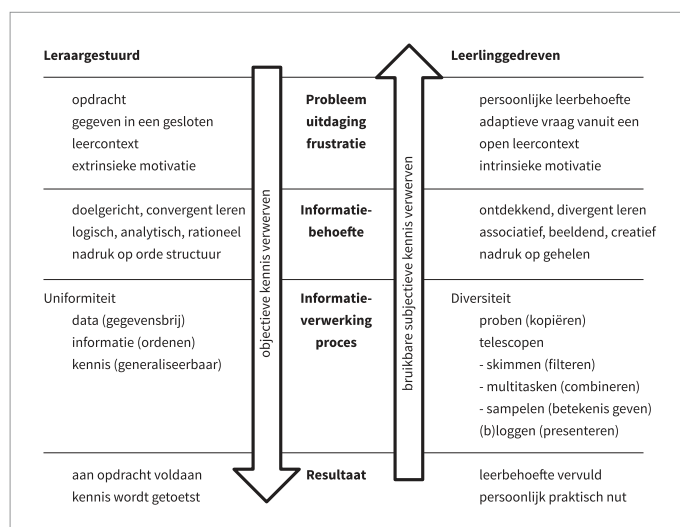 Leraargestuurd
Leerlinggedreven
opdracht
gegeven in een gesloten
leercontext
extrinsieke motivatie
Probleem
uitdaging
frustratie
persoonlijke leerbehoefte
adaptieve vraag vanuit een
open leercontext
intrinsieke motivatie
doelgericht, convergent leren
logisch, analytisch, rationeel
nadruk op orde structuur
Informatie-
behoefte
ontdekkend, divergent leren
associatief, beeldend, creatief
nadruk op gehelen
objectieve kennis verwerven
bruikbare subjectieve kennis verwerven
Uniformiteit
data (gegevensbrij)
informatie (ordenen)
kennis (generaliseerbaar)
Informatie-
verwerking
proces
Diversiteit
proben (kopiëren)
telescopen
- skimmen (filteren)
- multitasken (combineren)
- sampelen (betekenis geven)
(b)loggen (presenteren)
aan opdracht voldaan
kennis wordt getoetst
Resultaat
leerbehoefte vervuld
persoonlijk praktisch nut